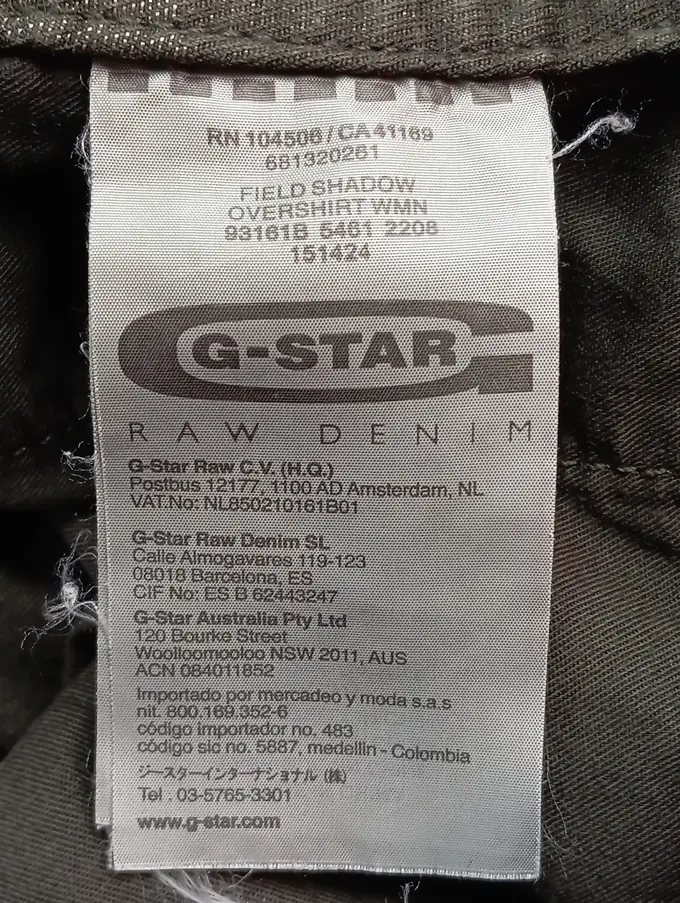 RN 104506/CA41169
681320261
FIELD SHADOW
OVERSHIRT WMN
93161B 5461 2208
151424
G-STAR
RAW DENIM
G-Star Raw C.V. (H.Q.)
Postbus 12177, 1100 AD Amsterdam, NL
VAT.No: NL850210161B01
G-Star Raw Denim SL
Calle Almogavares 119-123
08018 Barcelona, ES
CIF No: ES B 62443247
G-Star Australia Pty Ltd
120 Bourke Street
Woolloomooloo NSW 2011, AUS
ACN 084011852
Importado por mercadeo y moda s.a.s
nit. 800.169.352-6
código importador no. 483
código sic no. 5887, medellin - Colombia
ジースターインターナショナル (株)
Tel . 03-5765-3301
www.g-star.com